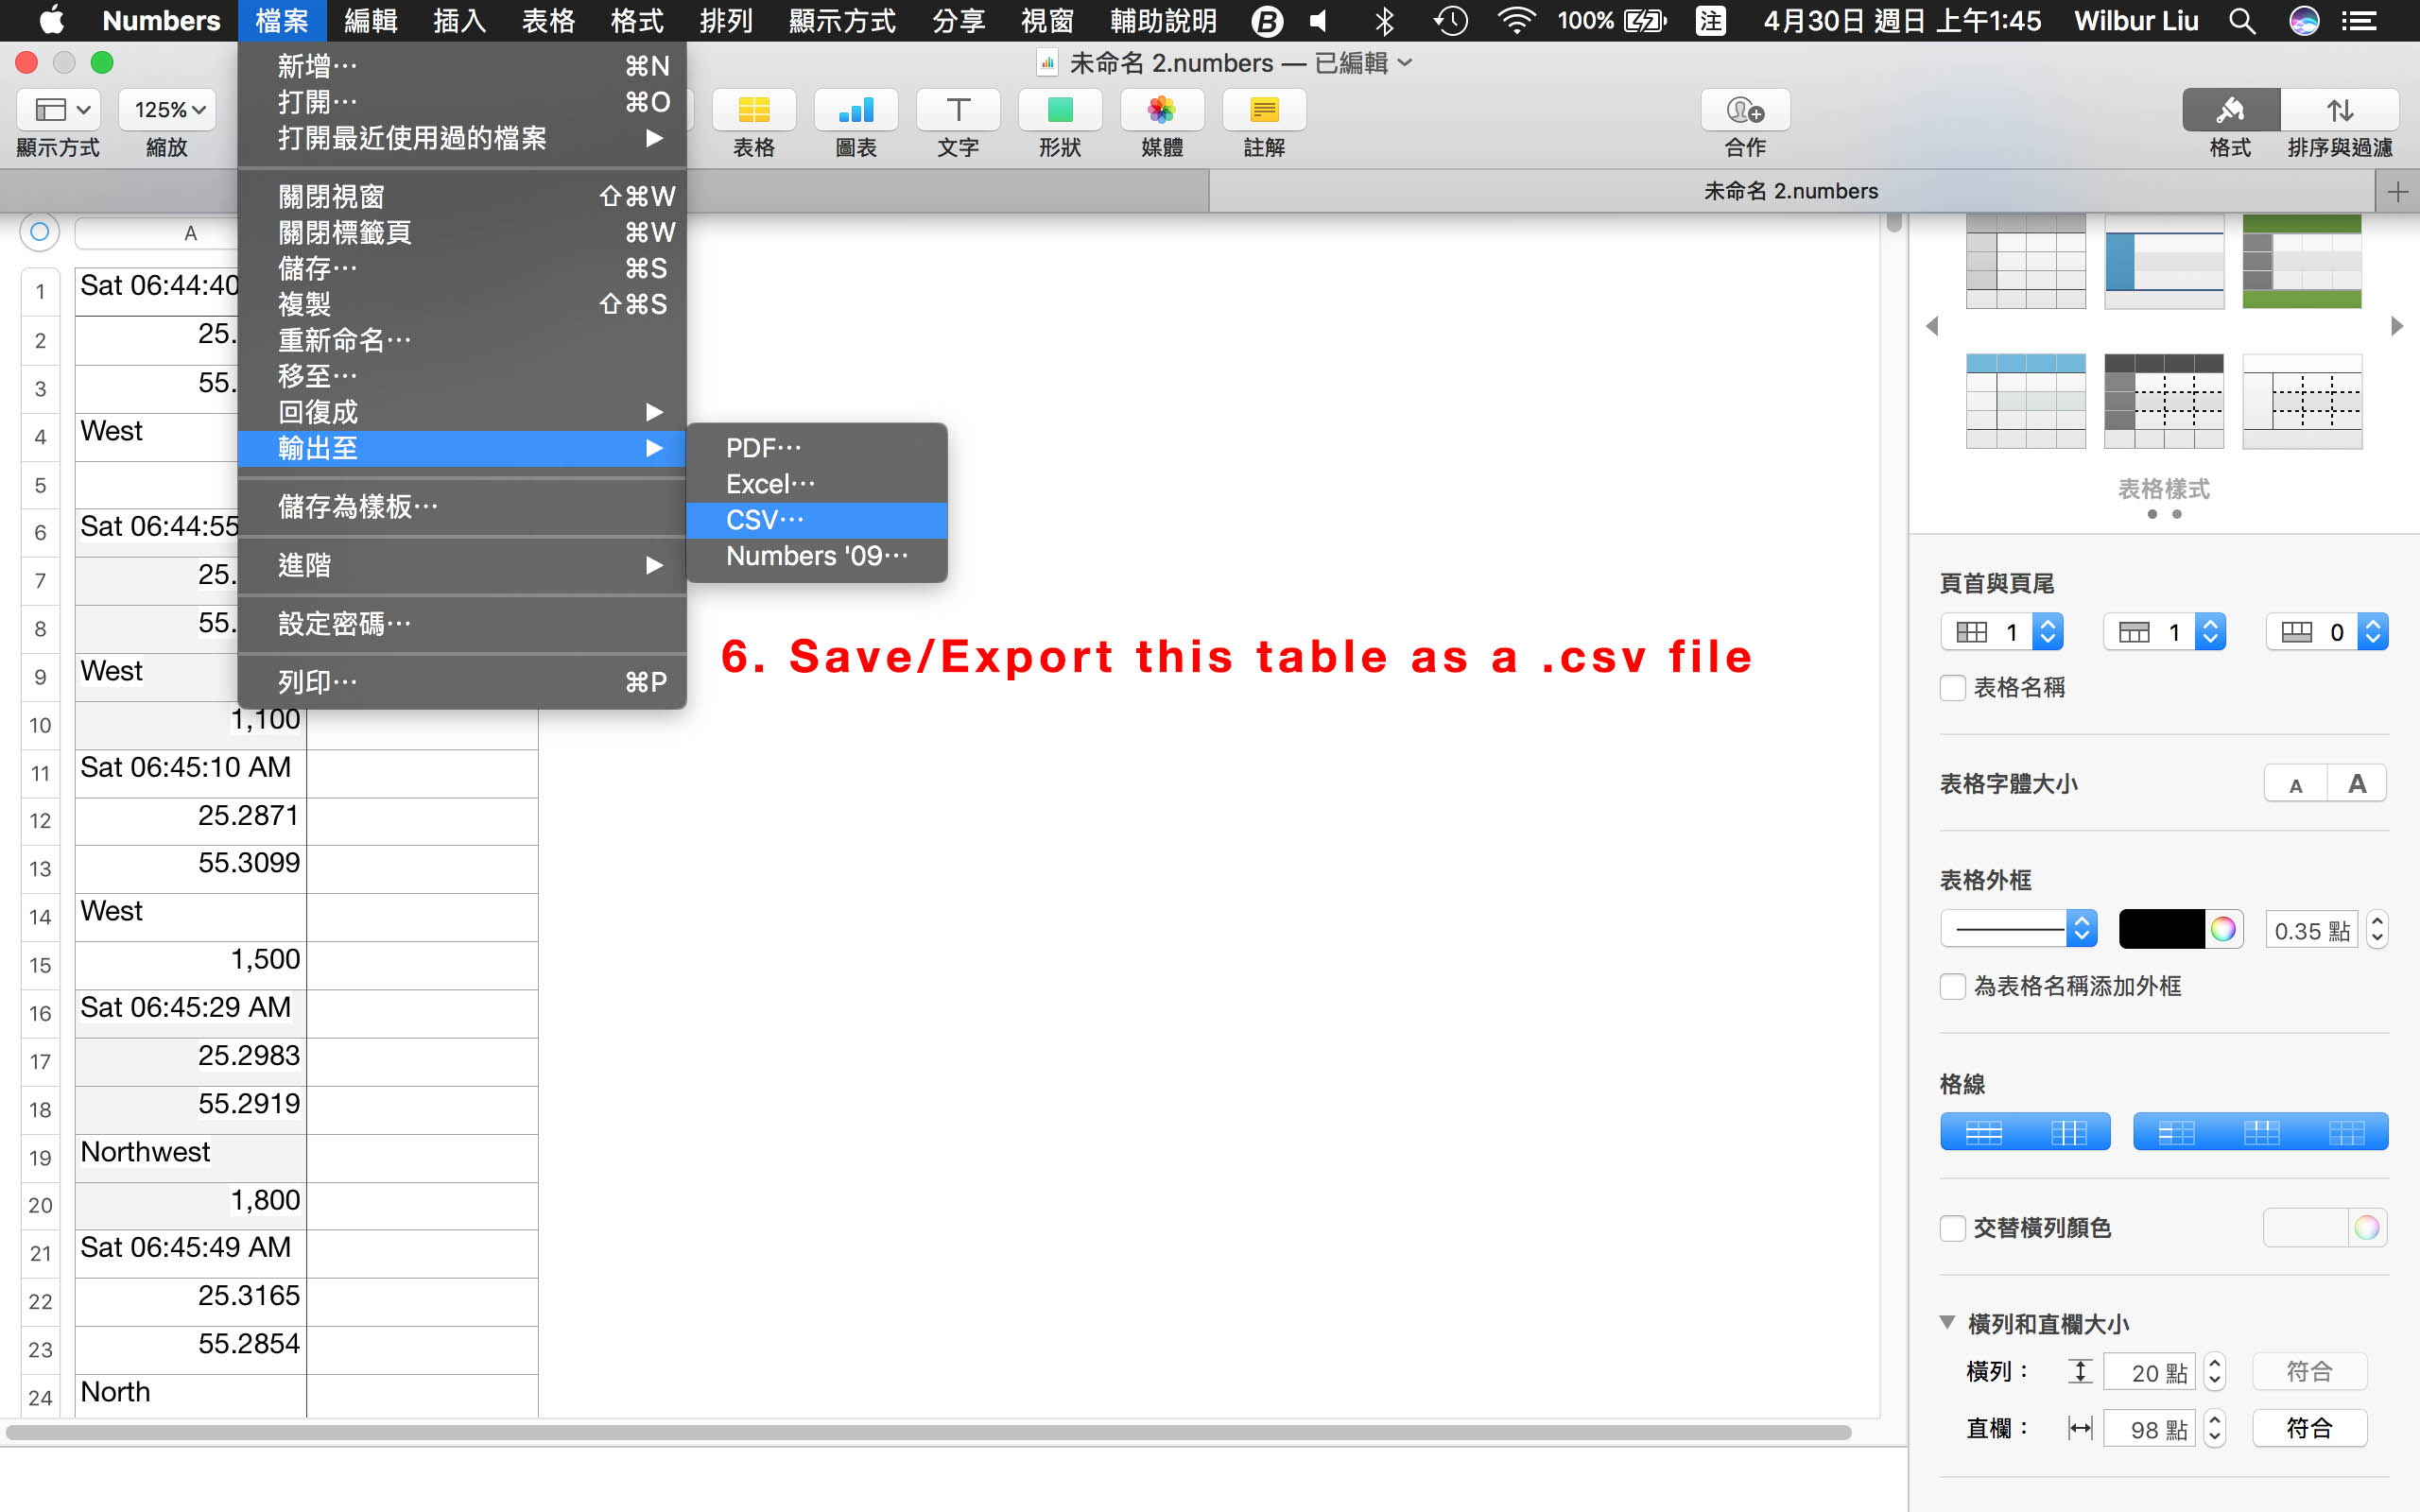 Numbers 檔案 編輯 插入 表格 格式 排列 顯示方式 分享 視窗 輔助說明 100% 注 4月30日 週日 上午1:45 Wilbur Liu
未命名 2.numbers — 已編輯
125%
顯示方式 縮放 表格 圖表 文字 形狀 媒體 註解 合作 格式 排序與過濾
未命名 2.numbers
新增… ⌘N
打開… ⌘O
打開最近使用過的檔案 ▶
關閉視窗 ⇧⌘W
關閉標籤頁 ⌘W
儲存… ⌘S
複製 ⇧⌘S
重新命名…
移至…
回復成 ▶
輸出至 ▶
儲存為樣板…
進階 ▶
設定密碼…
列印… ⌘P
PDF…
Excel…
CSV…
Numbers '09…
6. Save/Export this table as a .csv file
A
1 Sat 06:44:40
2 25.
3 55.
4 West
5
6 Sat 06:44:55
7 25.
8 55.
9 West
10 1,100
11 Sat 06:45:10 AM
12 25.2871
13 55.3099
14 West
15 1,500
16 Sat 06:45:29 AM
17 25.2983
18 55.2919
19 Northwest
20 1,800
21 Sat 06:45:49 AM
22 25.3165
23 55.2854
24 North
表格樣式
頁首與頁尾
1 1 0
表格名稱
表格字體大小 A A
表格外框
0.35 點
為表格名稱添加外框
格線
交替橫列顏色
橫列和直欄大小
橫列： 20 點 符合
直欄： 98 點 符合